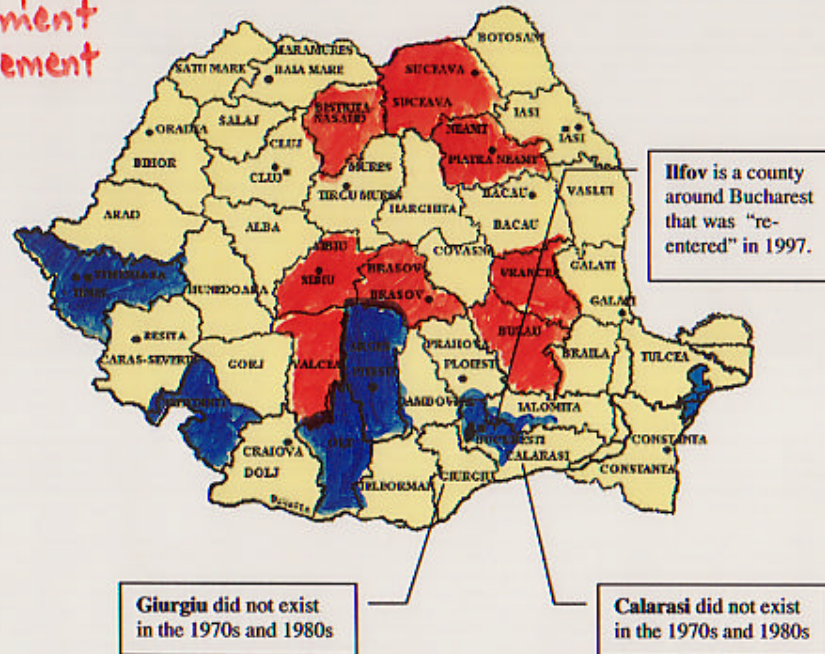 ement
BOTOSANI
MARAMURES
SATU MARE
BAIA MARE
SUCEAVA
SUCEAVA
BISTRITA
NASAUD
IASI
SALAJ
ORADEA
CLUJ
NEAMT
IASI
BIHOR
CLUJ
MURES
PIATRA NEAMT
TIRGU MURES
BACAU
VASLUI
ARAD
HARGHITA
BACAU
ALBA
SIBIU
COVASNA
BRASOV
VRANCEA
GALATI
SIBIU
HUNEDOARA
BRASOV
GALATI
RESITA
BUZAU
PRAHOVA
CARAS-SEVERIN
GORJ
VALCEA
PLOIESTI
BRAILA
TULCEA
IALOMITA
BUCURESTI
CONSTANTA
CRAIOVA
CALARASI
DOLJ
TELEORMAN
GIURGIU
CONSTANTA
Ilfov is a county
around Bucharest
that was "re-
entered" in 1997.
Giurgiu did not exist
in the 1970s and 1980s
Calarasi did not exist
in the 1970s and 1980s